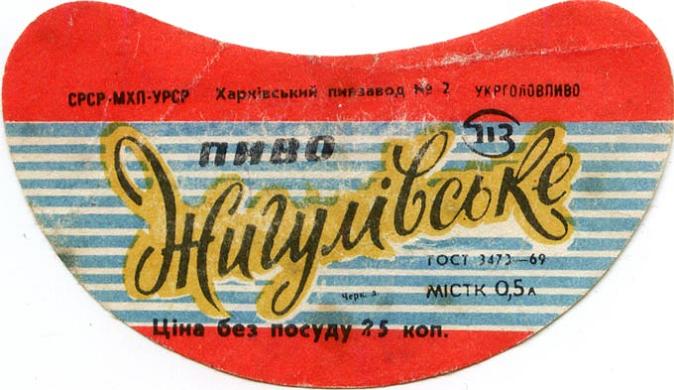 СРСР-МХП-УРСР Харківський пивзавод № 2 УКРГОЛОВПИВО
пиво
Жигулівське
ГОСТ 3473—69
МІСТК 0,5 л
Ціна без посуду 25 коп.